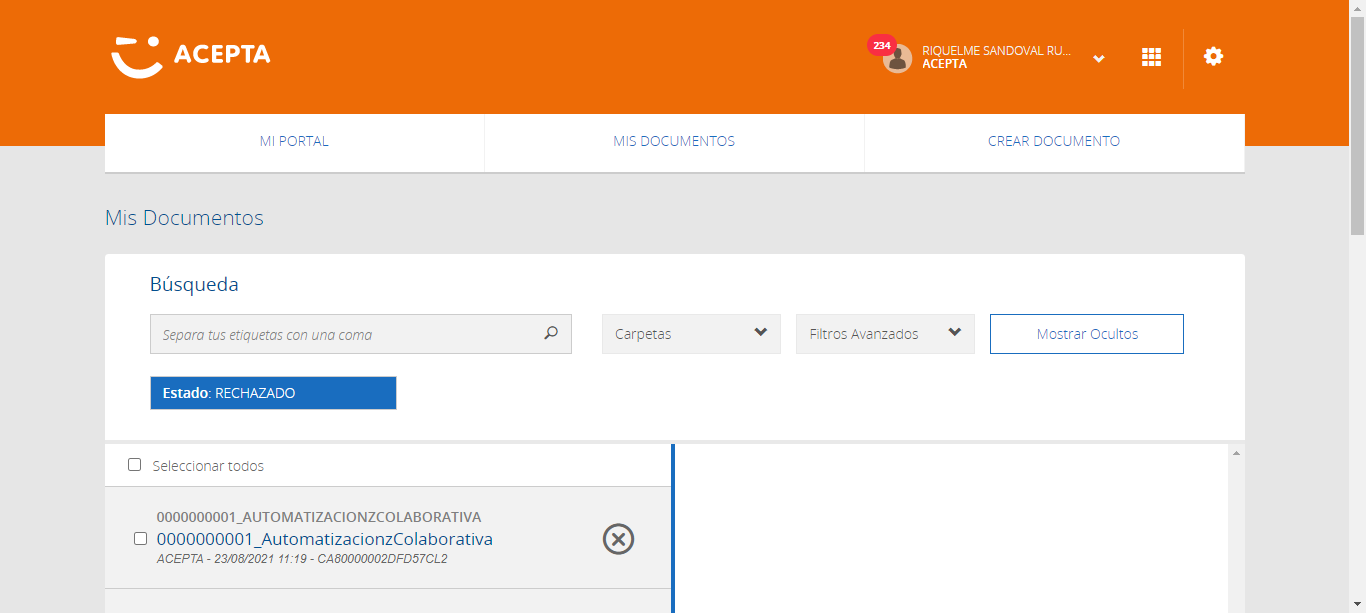 ACEPTA
234
RIQUELME SANDOVAL RU...
ACEPTA
MI PORTAL
MIS DOCUMENTOS
CREAR DOCUMENTO
Mis Documentos
Búsqueda
Separa tus etiquetas con una coma
Carpetas
Filtros Avanzados
Mostrar Ocultos
Estado: RECHAZADO
Seleccionar todos
0000000001_AUTOMATIZACIONZCOLABORATIVA
0000000001_AutomatizacionzColaborativa
ACEPTA - 23/08/2021 11:19 - CA80000002DFD57CL2